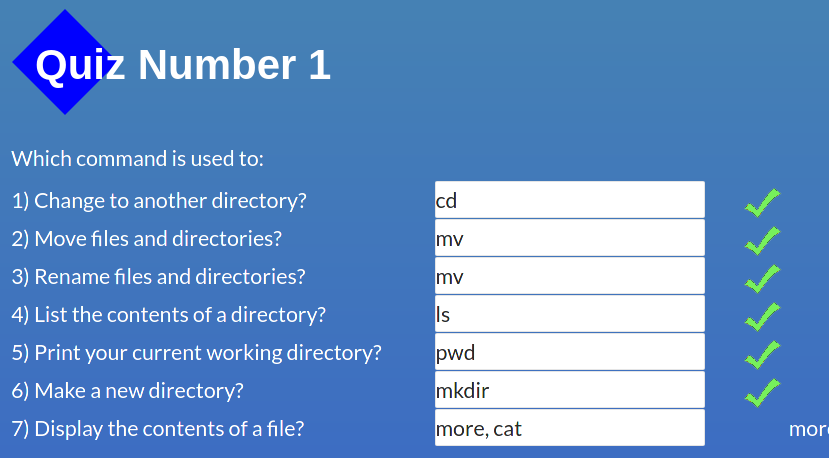 Quiz Number 1
Which command is used to:
1) Change to another directory? cd
2) Move files and directories? mv
3) Rename files and directories? mv
4) List the contents of a directory? ls
5) Print your current working directory? pwd
6) Make a new directory? mkdir
7) Display the contents of a file? more, cat more